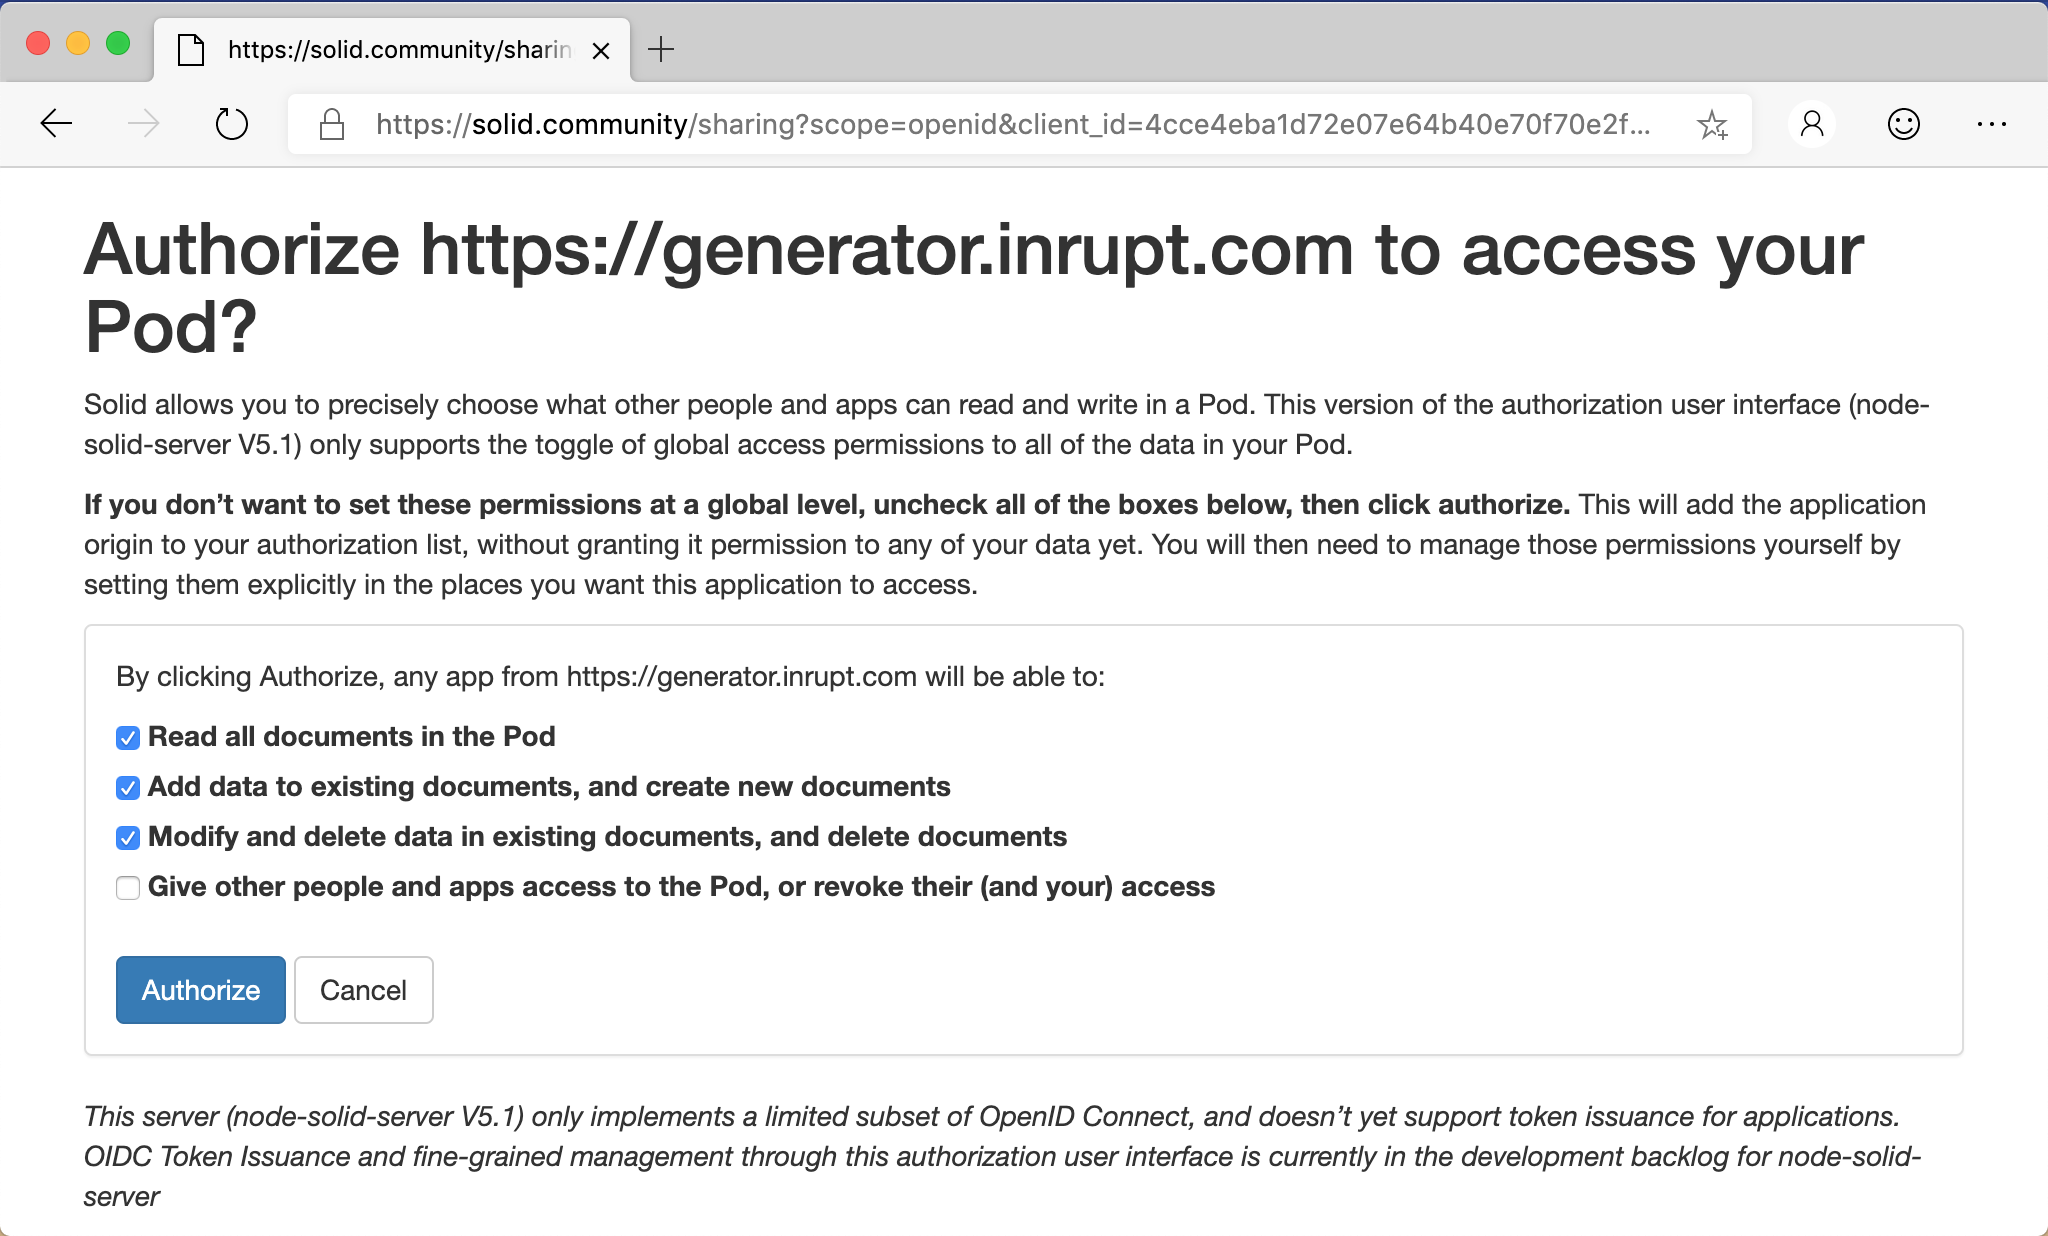 https://solid.community/sharin
https://solid.community/sharing?scope=openid&client_id=4cce4eba1d72e07e64b40e70f70e2f...
Authorize https://generator.inrupt.com to access your
Pod?
Solid allows you to precisely choose what other people and apps can read and write in a Pod. This version of the authorization user interface (node-
solid-server V5.1) only supports the toggle of global access permissions to all of the data in your Pod.
If you don’t want to set these permissions at a global level, uncheck all of the boxes below, then click authorize. This will add the application
origin to your authorization list, without granting it permission to any of your data yet. You will then need to manage those permissions yourself by
setting them explicitly in the places you want this application to access.
By clicking Authorize, any app from https://generator.inrupt.com will be able to:
Read all documents in the Pod
Add data to existing documents, and create new documents
Modify and delete data in existing documents, and delete documents
Give other people and apps access to the Pod, or revoke their (and your) access
Authorize Cancel
This server (node-solid-server V5.1) only implements a limited subset of OpenID Connect, and doesn’t yet support token issuance for applications.
OIDC Token Issuance and fine-grained management through this authorization user interface is currently in the development backlog for node-solid-
server